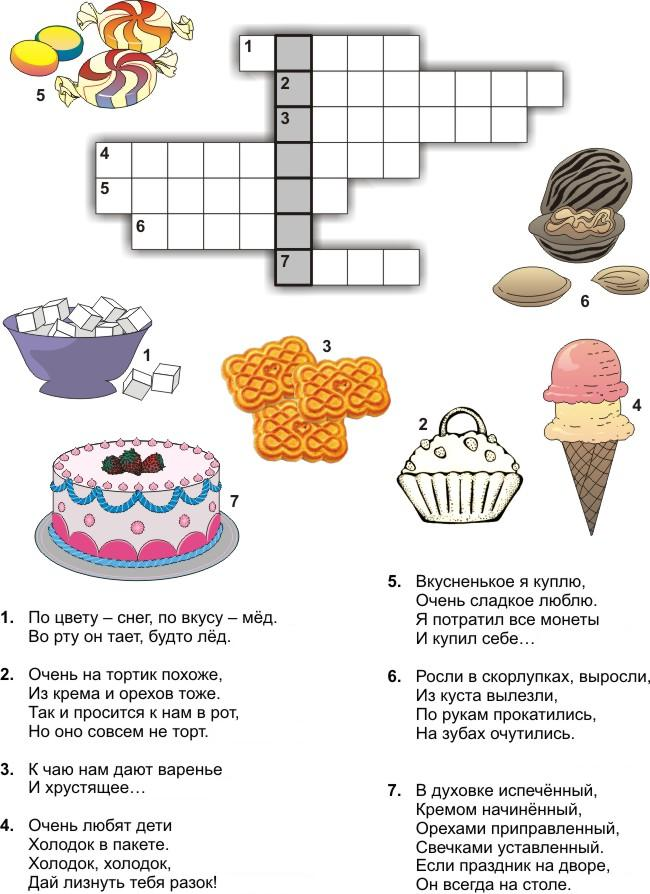 1
2
3
4
5
6
7
5
6
1
3
2
4
7
1. По цвету – снег, по вкусу – мёд.
Во рту он тает, будто лёд.
2. Очень на тортик похоже,
Из крема и орехов тоже.
Так и просится к нам в рот,
Но оно совсем не торт.
3. К чаю нам дают варенье
И хрустящее…
4. Очень любят дети
Холодок в пакете.
Холодок, холодок,
Дай лизнуть тебя разок!
5. Вкусненькое я куплю,
Очень сладкое люблю.
Я потратил все монеты
И купил себе…
6. Росли в скорлупках, выросли,
Из куста вылезли,
По рукам прокатились,
На зубах очутились.
7. В духовке испечённый,
Кремом начинённый,
Орехами приправленный,
Свечками уставленный.
Если праздник на дворе,
Он всегда на столе.